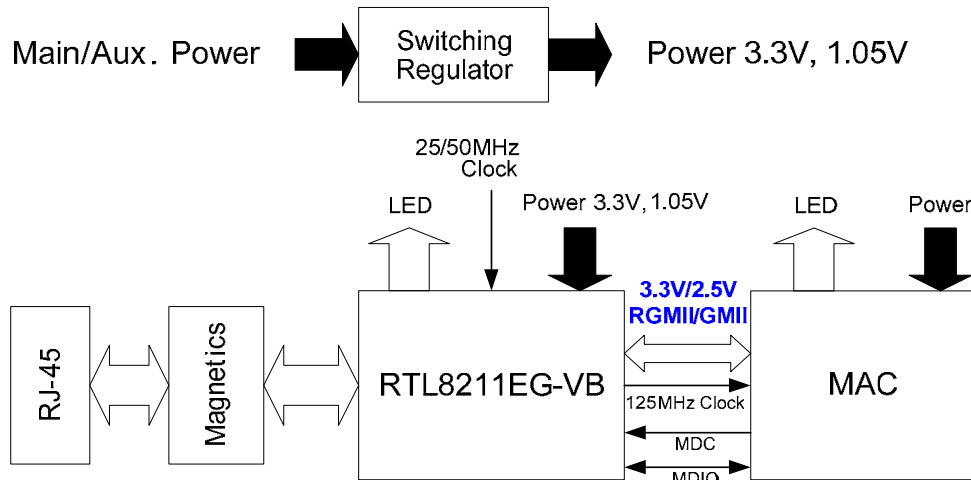 Main/Aux. Power
Switching
Regulator
Power 3.3V, 1.05V
25/50MHz
Clock
LED
Power 3.3V, 1.05V
LED
Power
3.3V/2.5V
RGMII/GMII
RJ-45
Magnetics
RTL8211EG-VB
MAC
125MHz Clock
MDC
MDIO